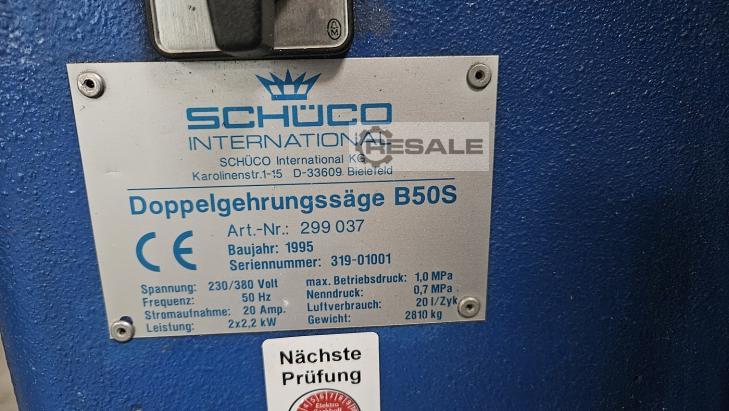 SCHÜCO
INTERNATIONAL
RESALE
SCHÜCO International KG
Karolinenstr.1-15 D-33609 Bielefeld
Doppelgehrungssäge B50S
Art.-Nr.: 299 037
CE
Baujahr: 1995
Seriennummer: 319-01001
Spannung: 230/380 Volt max. Betriebsdruck: 1,0 MPa
Frequenz: 50 Hz Nenndruck: 0,7 MPa
Stromaufnahme: 20 Amp. Luftverbrauch: 20 l/Zyk
Leistung: 2x2,2 kW Gewicht: 2810 kg
Nächste
Prüfung